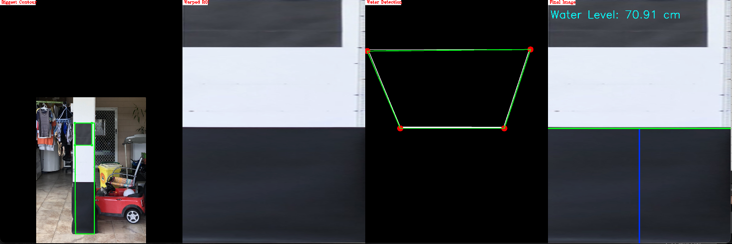 Biggest Contour
Warped ROI
Water Detection
Final Image
Water Level: 70.91 cm